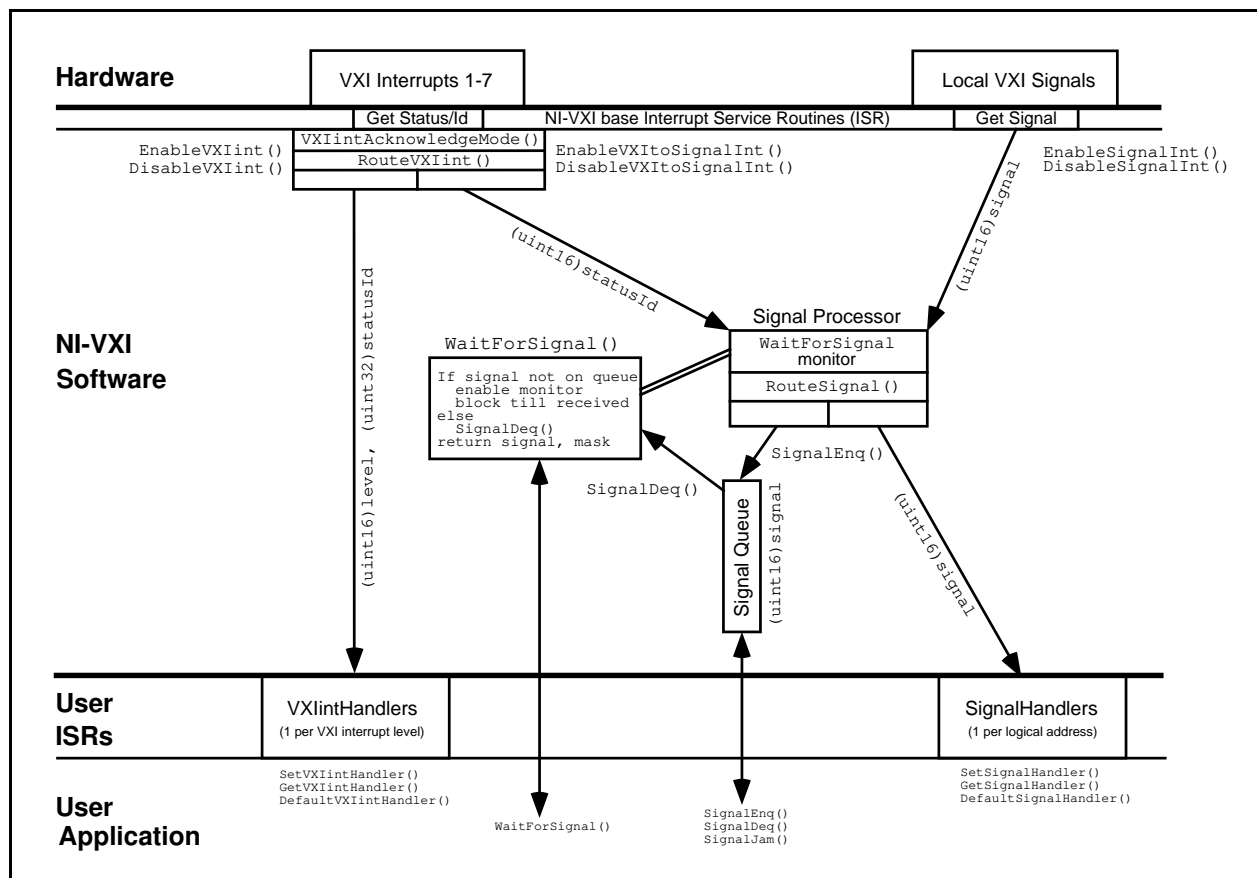 Hardware
VXI Interrupts 1-7
Local VXI Signals
Get Status/Id
NI-VXI base Interrupt Service Routines (ISR)
Get Signal
VXIintAcknowledgeMode()
RouteVXIint()
EnableVXIint()
DisableVXIint()
EnableVXItoSignalInt()
DisableVXItoSignalInt()
EnableSignalInt()
DisableSignalInt()
(uint16)signal
(uint16)statusId
(uint16)level, (uint32)statusId
NI-VXI
Software
Signal Processor
WaitForSignal
monitor
RouteSignal()
WaitForSignal()
If signal not on queue
enable monitor
block till received
else
SignalDeq()
return signal, mask
SignalEnq()
SignalDeq()
Signal Queue
(uint16)signal
(uint16)signal
User
ISRs
VXIintHandlers
(1 per VXI interrupt level)
SignalHandlers
(1 per logical address)
SetVXIintHandler()
GetVXIintHandler()
DefaultVXIintHandler()
SetSignalHandler()
GetSignalHandler()
DefaultSignalHandler()
User
Application
WaitForSignal()
SignalEnq()
SignalDeq()
SignalJam()